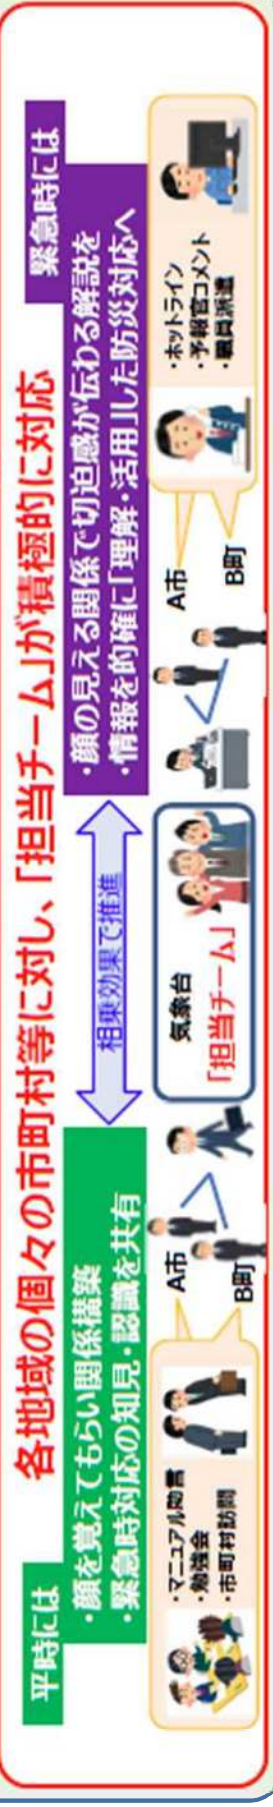 各地域の個々の市町村等に対し、「担当チーム」が積極的に対応
平時には
・顔を覚えてもらい関係構築
・緊急時対応の知見・認識を共有
相乗効果で推進
緊急時には
・顔の見える関係で切迫感が伝わる解説を
・情報を的確に「理解・活用」した防災対応へ
・マニュアル助言
・勉強会
・市町村訪問
A市
B町
気象台
「担当チーム」
A市
B町
・ホットライン
・予報官コメント
・職員派遣